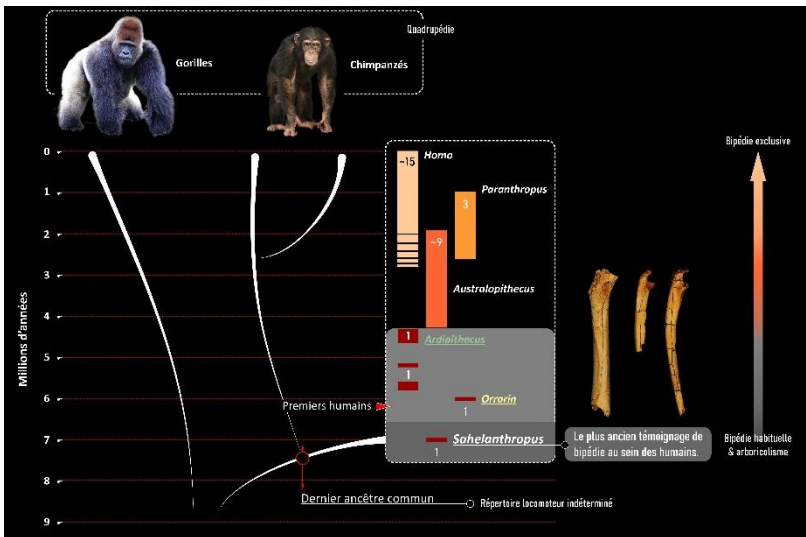 Quadrupédie
Gorilles
Chimpanzés
Bipédie exclusive
0
Homo
~15
1
Paranthropus
3
2
~9
3
Australopithecus
4
1
Ardipithecus
5
1
Millions d'années
6
Premiers humains
Orrorin
1
7
Sahelanthropus
1
Le plus ancien témoignage de
bipédie au sein des humains.
Bipédie habituelle
& arboricolisme
8
Dernier ancêtre commun
Répertoire locomoteur indéterminé
9